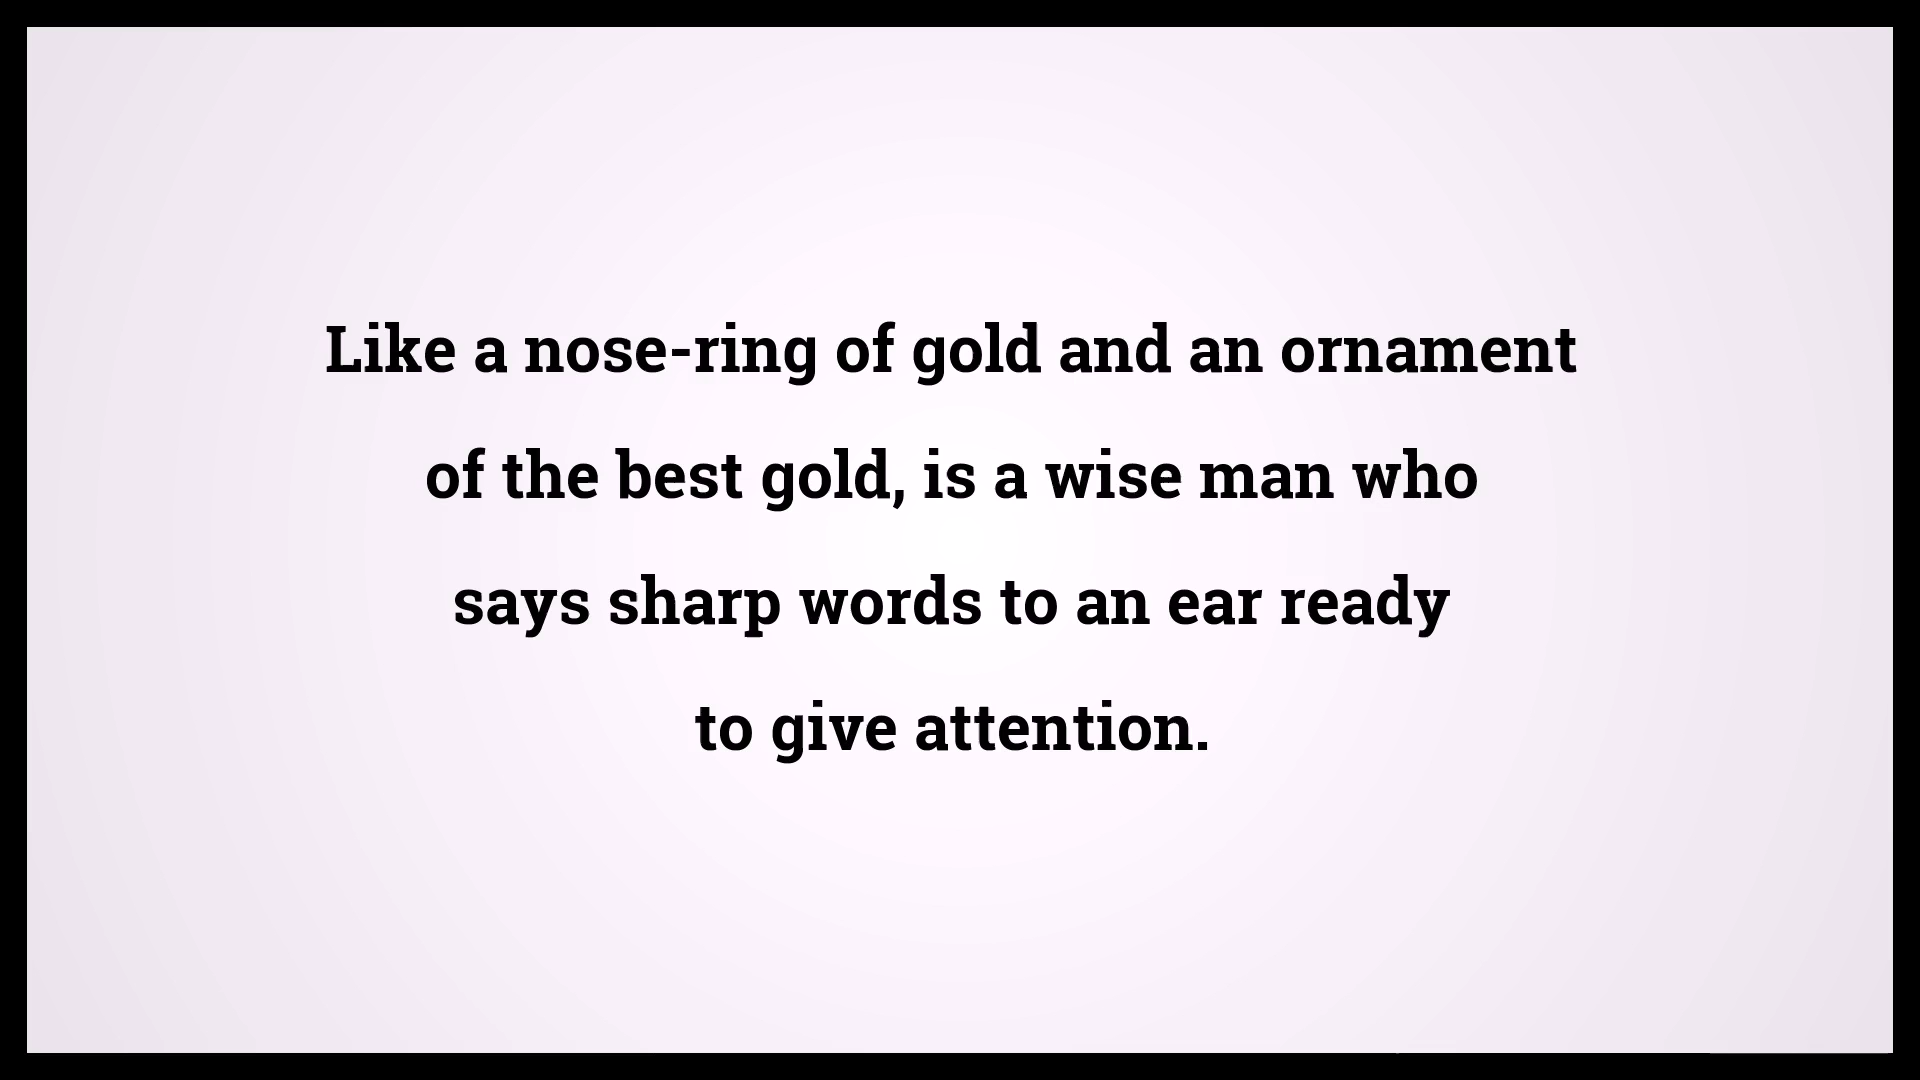 Like a nose-ring of gold and an ornament
of the best gold, is a wise man who
says sharp words to an ear ready
to give attention.